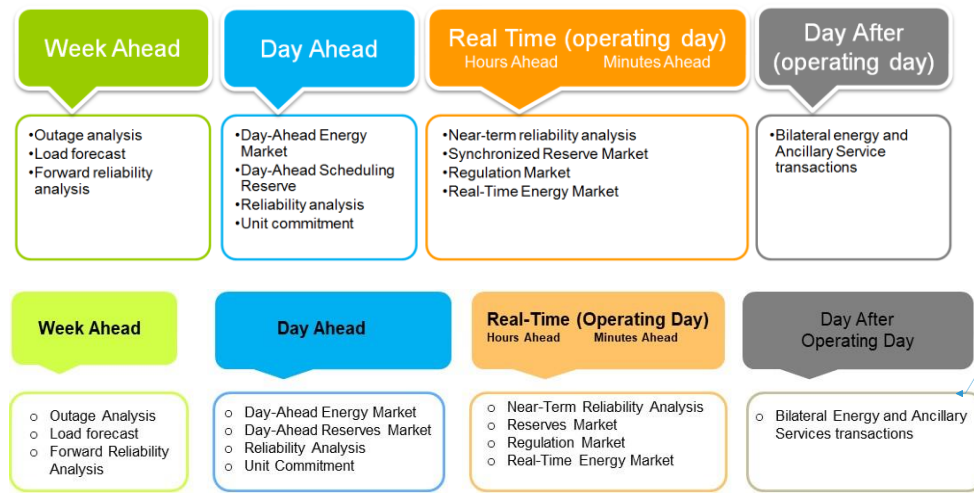 Week Ahead
Day Ahead
Real Time (operating day)
Hours Ahead Minutes Ahead
Day After
(operating day)
•Outage analysis
•Load forecast
•Forward reliability
analysis
•Day-Ahead Energy
Market
•Day-Ahead Scheduling
Reserve
•Reliability analysis
•Unit commitment
•Near-term reliability analysis
•Synchronized Reserve Market
•Regulation Market
•Real-Time Energy Market
•Bilateral energy and
Ancillary Service
transactions
Week Ahead
Day Ahead
Real-Time (Operating Day)
Hours Ahead Minutes Ahead
Day After
Operating Day
o Outage Analysis
o Load forecast
o Forward Reliability
Analysis
o Day-Ahead Energy Market
o Day-Ahead Reserves Market
o Reliability Analysis
o Unit Commitment
o Near-Term Reliability Analysis
o Reserves Market
o Regulation Market
o Real-Time Energy Market
o Bilateral Energy and Ancillary
Services transactions